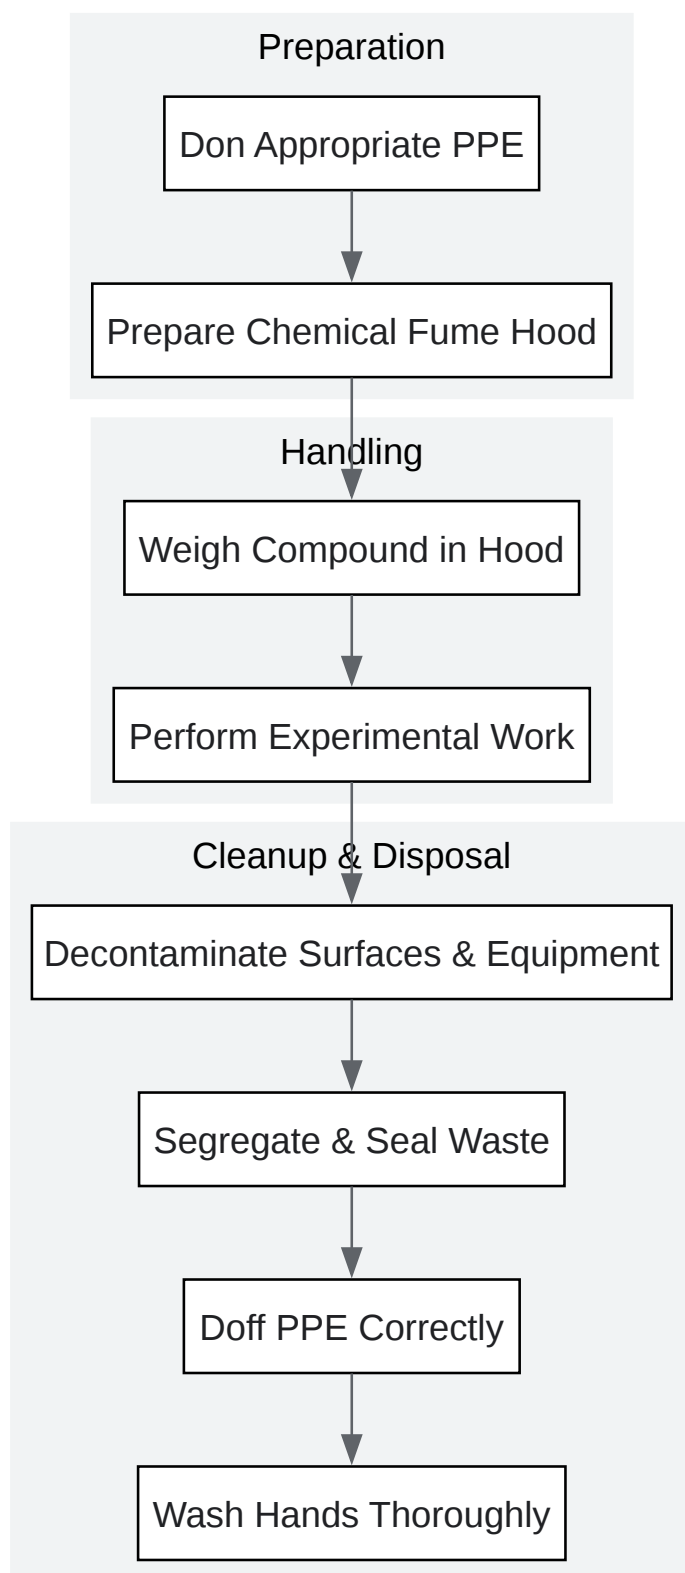 Preparation
Don Appropriate PPE
Prepare Chemical Fume Hood
Handling
Weigh Compound in Hood
Perform Experimental Work
Cleanup & Disposal
Decontaminate Surfaces & Equipment
Segregate & Seal Waste
Doff PPE Correctly
Wash Hands Thoroughly